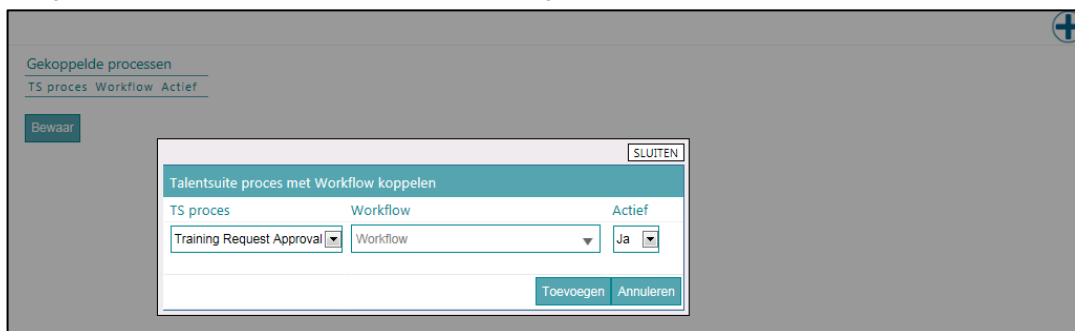 Gekoppelde processen
TS proces Workflow Actief
Bewaar
SLUITEN
Talentsuite proces met Workflow koppelen
TS proces Workflow Actief
Training Request Approval Workflow Ja
Toevoegen Annuleren